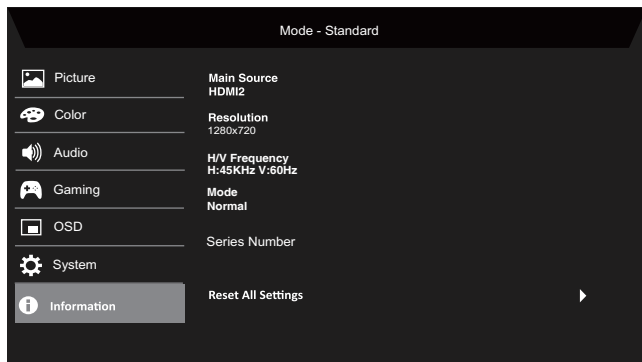 Mode - Standard
Picture
Color
Audio
Gaming
OSD
System
Information
Main Source
HDMI2
Resolution
1280x720
H/V Frequency
H:45KHz V:60Hz
Mode
Normal
Series Number
Reset All Settings